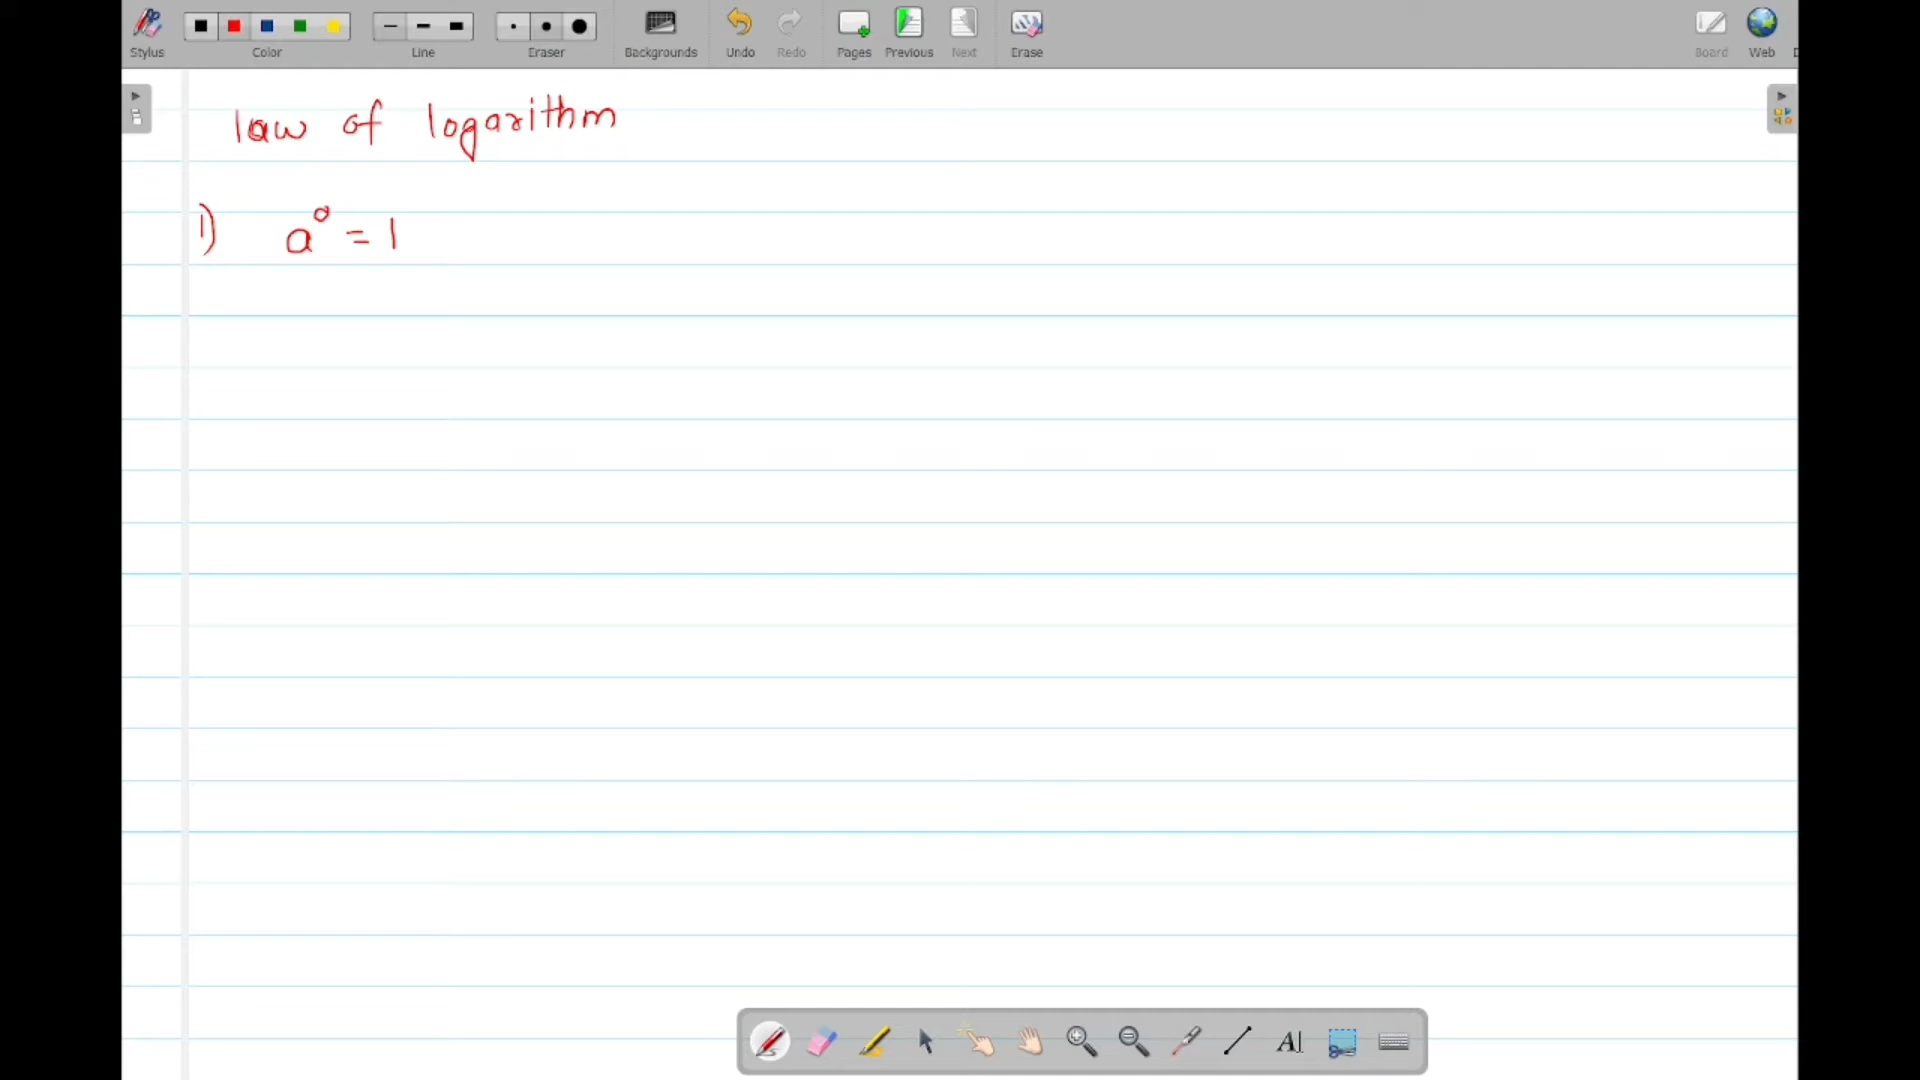 Stylus Color Line Eraser Backgrounds Undo Redo Pages Previous Next Erase Board Web
law of logarithm
1) a⁰ = 1